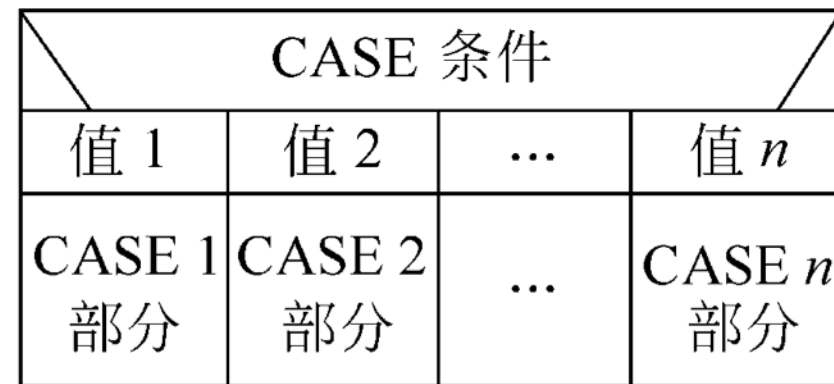 CASE 条件
值 1 值 2 … 值 n
CASE 1 CASE 2 … CASE n
部分 部分 部分